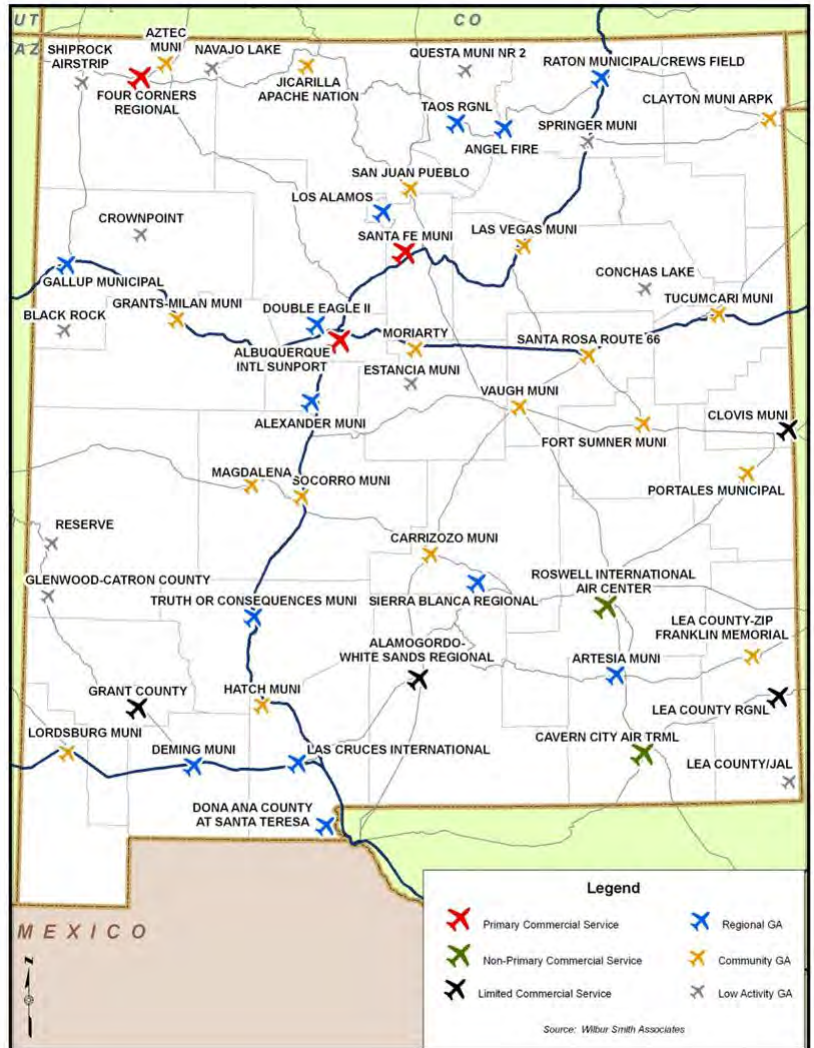 UT
CO
AZ
AZTEC
MUNI
SHIPROCK
AIRSTRIP
NAVAJO LAKE
QUESTA MUNI NR 2
RATON MUNICIPAL/CREWS FIELD
FOUR CORNERS
REGIONAL
JICARILLA
APACHE NATION
CLAYTON MUNI ARPK
TAOS RGNL
ANGEL FIRE
SPRINGER MUNI
SAN JUAN PUEBLO
LOS ALAMOS
CROWNPOINT
SANTA FE MUNI
LAS VEGAS MUNI
GALLUP MUNICIPAL
CONCHAS LAKE
GRANTS-MILAN MUNI
DOUBLE EAGLE II
TUCUMCARI MUNI
BLACK ROCK
MORIARTY
SANTA ROSA ROUTE 66
ALBUQUERQUE
INTL SUNPORT
ESTANCIA MUNI
VAUGH MUNI
CLOVIS MUNI
ALEXANDER MUNI
FORT SUMNER MUNI
MAGDALENA
SOCORRO MUNI
PORTALES MUNICIPAL
RESERVE
CARRIZOZO MUNI
GLENWOOD-CATRON COUNTY
ROSWELL INTERNATIONAL
AIR CENTER
TRUTH OR CONSEQUENCES MUNI
SIERRA BLANCA REGIONAL
LEA COUNTY-ZIP
FRANKLIN MEMORIAL
ALAMOGORDO-
WHITE SANDS REGIONAL
ARTESIA MUNI
GRANT COUNTY
HATCH MUNI
LEA COUNTY RGNL
LORDSBURG MUNI
CAVERN CITY AIR TRML
DEMING MUNI
LAS CRUCES INTERNATIONAL
LEA COUNTY/JAL
DONA ANA COUNTY
AT SANTA TERESA
MEXICO
N
Legend
Primary Commercial Service
Regional GA
Non-Primary Commercial Service
Community GA
Limited Commercial Service
Low Activity GA
Source: Wilbur Smith Associates